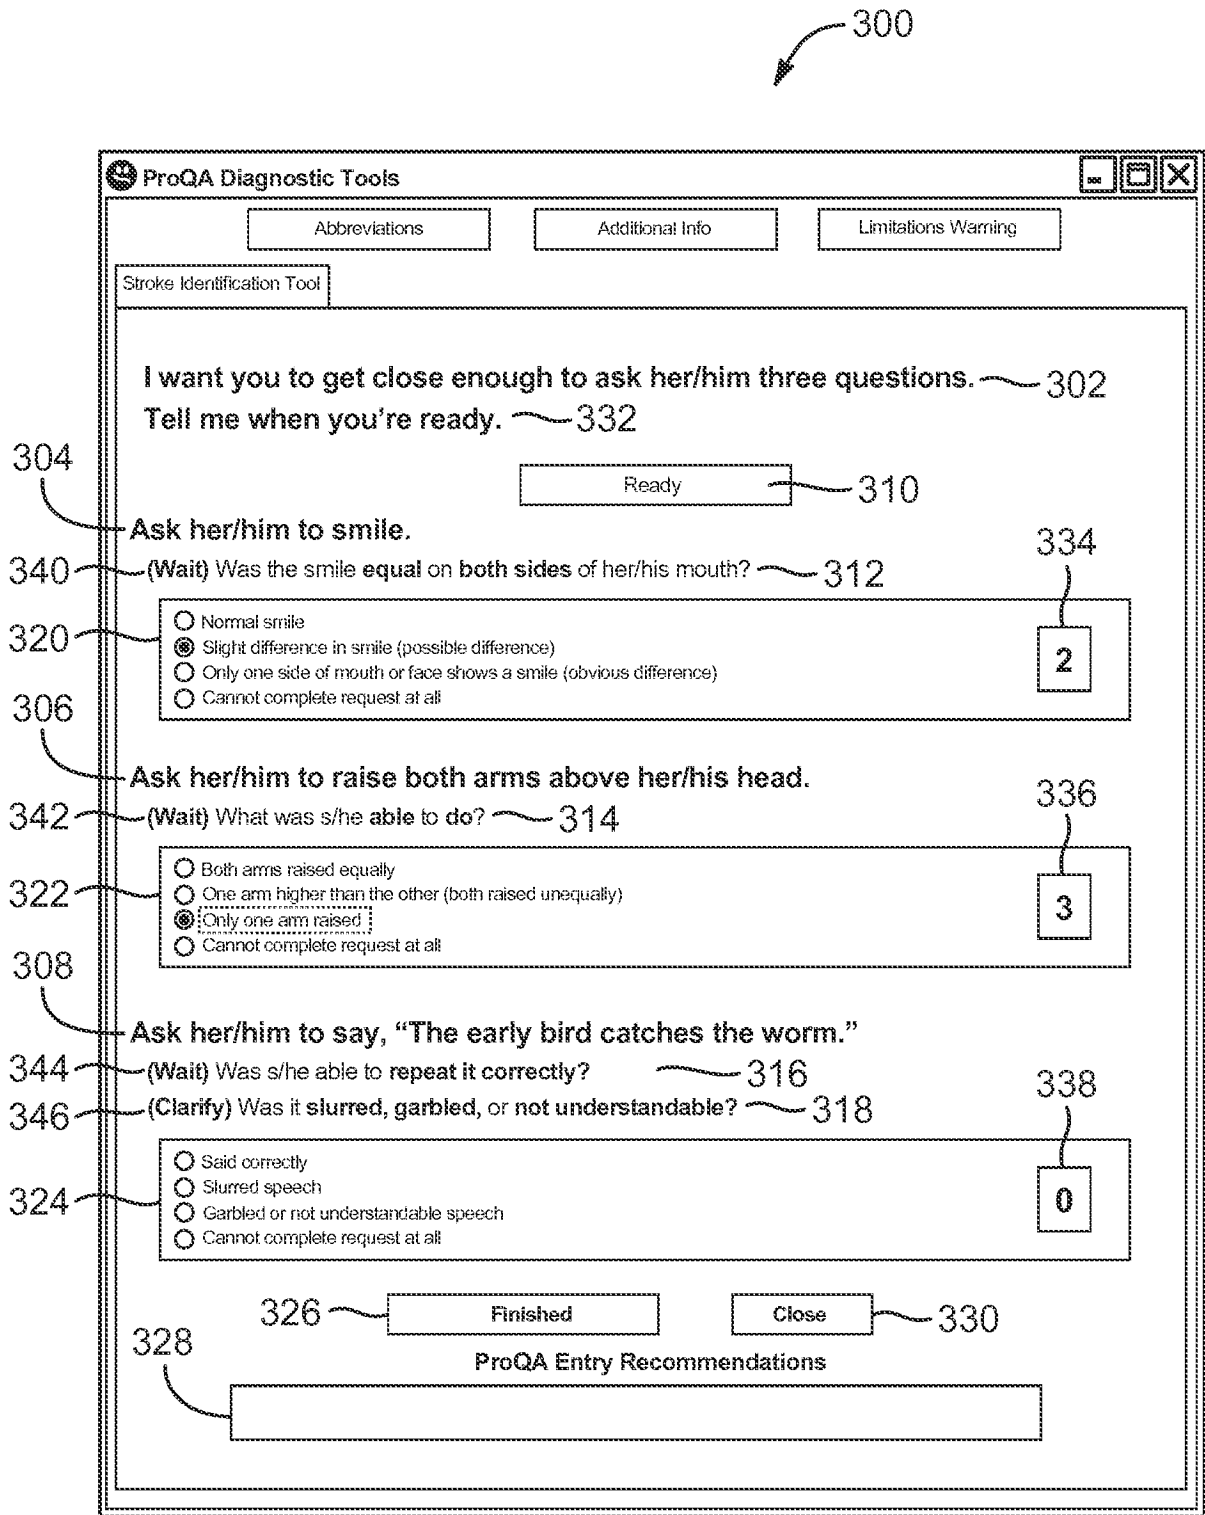 300
ProQA Diagnostic Tools
Abbreviations Additional Info Limitations Warning
Stroke Identification Tool
I want you to get close enough to ask her/him three questions. 302
Tell me when you're ready. 332
304
Ready 310
Ask her/him to smile.
334
340 (Wait) Was the smile equal on both sides of her/his mouth? 312
320
Normal smile
Slight difference in smile (possible difference)
2
Only one side of mouth or face shows a smile (obvious difference)
Cannot complete request at all
306
Ask her/him to raise both arms above her/his head.
336
342 (Wait) What was s/he able to do? 314
322
Both arms raised equally
One arm higher than the other (both raised unequally)
3
Only one arm raised
Cannot complete request at all
308
Ask her/him to say, “The early bird catches the worm.”
344 (Wait) Was s/he able to repeat it correctly? 316
338
346 (Clarify) Was it slurred, garbled, or not understandable? 318
324
Said correctly
Slurred speech
0
Garbled or not understandable speech
Cannot complete request at all
326 Finished Close 330
328
ProQA Entry Recommendations